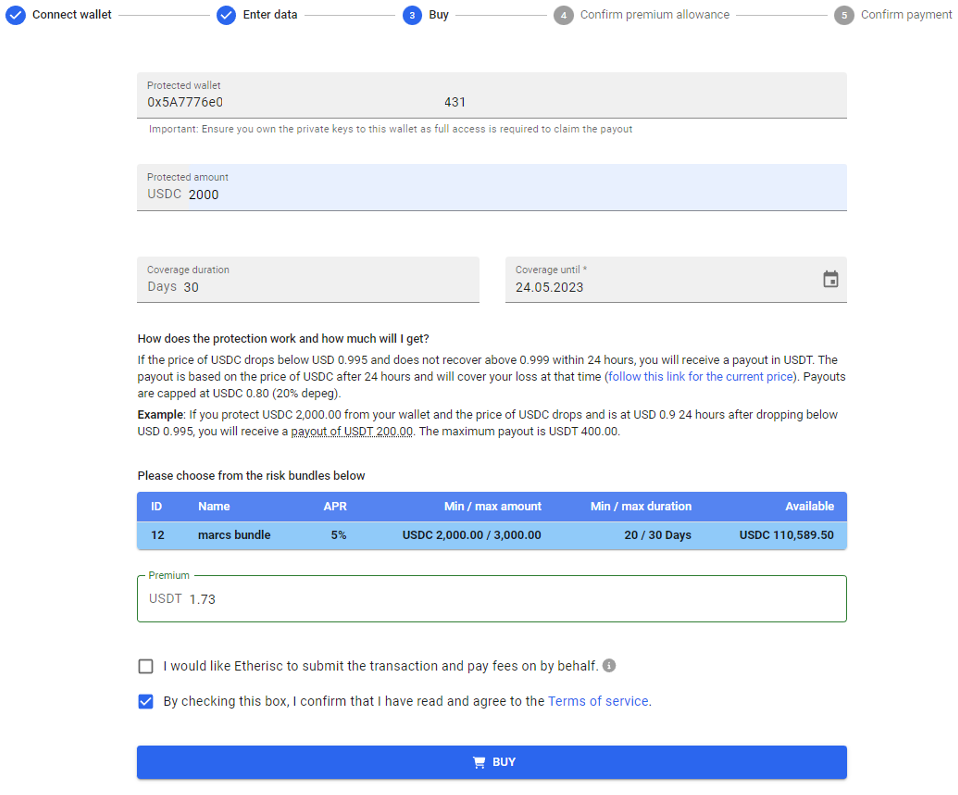 Connect wallet
Enter data
3 Buy
4 Confirm premium allowance
5 Confirm payment
Protected wallet
0x5A7776e0 431
Important: Ensure you own the private keys to this wallet as full access is required to claim the payout
Protected amount
USDC 2000
Coverage duration
Days 30
Coverage until *
24.05.2023
How does the protection work and how much will I get?
If the price of USDC drops below USD 0.995 and does not recover above 0.999 within 24 hours, you will receive a payout in USDT. The
payout is based on the price of USDC after 24 hours and will cover your loss at that time (follow this link for the current price). Payouts
are capped at USDC 0.80 (20% depeg).
Example: If you protect USDC 2,000.00 from your wallet and the price of USDC drops and is at USD 0.9 24 hours after dropping below
USD 0.995, you will receive a payout of USDT 200.00. The maximum payout is USDT 400.00.
Please choose from the risk bundles below
ID Name APR Min / max amount Min / max duration Available
12 marcs bundle 5% USDC 2,000.00 / 3,000.00 20 / 30 Days USDC 110,589.50
Premium
USDT 1.73
I would like Etherisc to submit the transaction and pay fees on by behalf. i
By checking this box, I confirm that I have read and agree to the Terms of service.
BUY